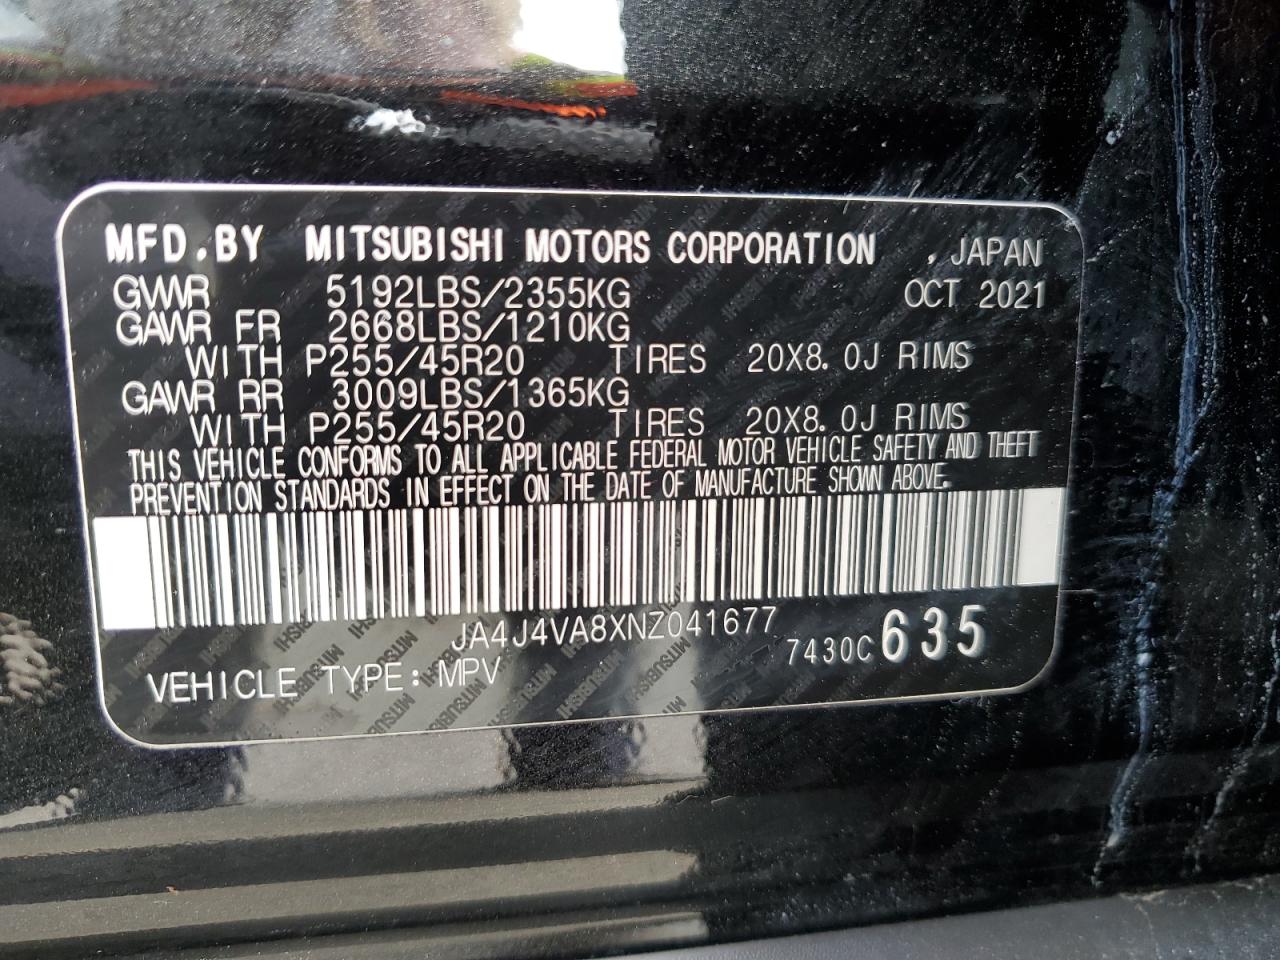 MFD.BY MITSUBISHI MOTORS CORPORATION , JAPAN
GVWR 5192LBS/2355KG OCT 2021
GAWR FR 2668LBS/1210KG
WITH P255/45R20 TIRES 20X8.0J RIMS
GAWR RR 3009LBS/1365KG
WITH P255/45R20 TIRES 20X8.0J RIMS
THIS VEHICLE CONFORMS TO ALL APPLICABLE FEDERAL MOTOR VEHICLE SAFETY AND THEFT
PREVENTION STANDARDS IN EFFECT ON THE DATE OF MANUFACTURE SHOWN ABOVE.
JA4J4VA8XNZ041677
7430C 635
VEHICLE TYPE: MPV